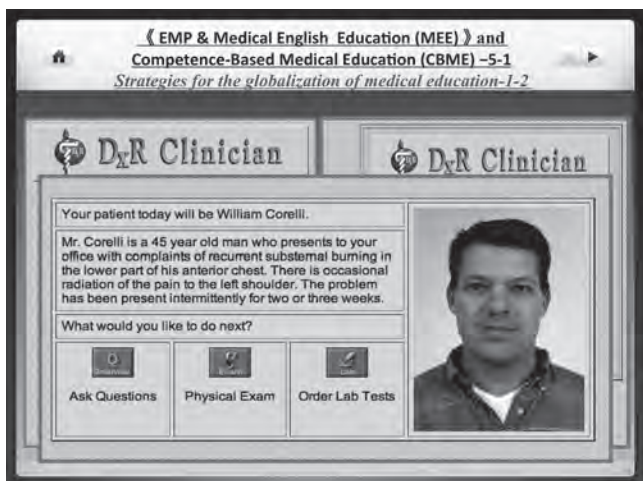 《 EMP & Medical English Education (MEE) 》 and
Competence-Based Medical Education (CBME) –5-1
Strategies for the globalization of medical education-1-2
DxR Clinician
DxR Clinician
Your patient today will be William Corelli.
Mr. Corelli is a 45 year old man who presents to your
office with complaints of recurrent substernal burning in
the lower part of his anterior chest. There is occasional
radiation of the pain to the left shoulder. The problem
has been present intermittently for two or three weeks.
What would you like to do next?
Ask Questions
Physical Exam
Order Lab Tests